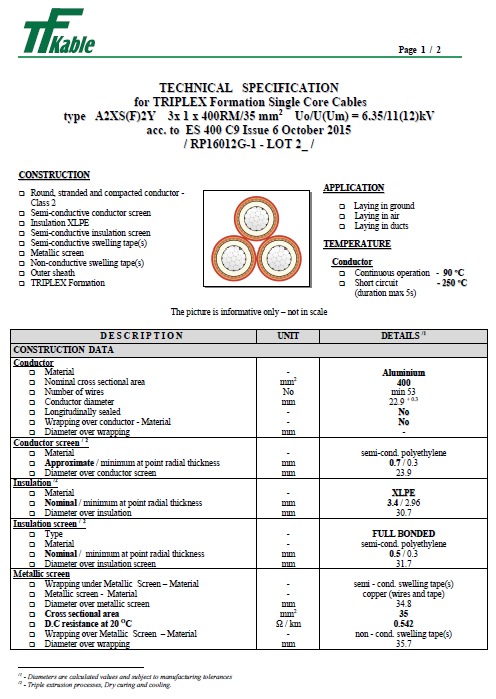 TF Kable
Page 1 / 2
TECHNICAL SPECIFICATION
for TRIPLEX Formation Single Core Cables
type A2XS(F)2Y 3x 1 x 400RM/35 mm² Uo/U(Um) = 6.35/11(12)kV
acc. to ES 400 C9 Issue 6 October 2015
/ RP16012G-1 - LOT 2_ /
CONSTRUCTION
Round, stranded and compacted conductor -
Class 2
Semi-conductive conductor screen
Insulation XLPE
Semi-conductive insulation screen
Semi-conductive swelling tape(s)
Metallic screen
Non-conductive swelling tape(s)
Outer sheath
TRIPLEX Formation
APPLICATION
Laying in ground
Laying in air
Laying in ducts
TEMPERATURE
Conductor
Continuous operation - 90 °C
Short circuit - 250 °C
(duration max 5s)
The picture is informative only – not in scale
DESCRIPTION UNIT DETAILS /1
CONSTRUCTION DATA
Conductor
Material - Aluminium
Nominal cross sectional area mm² 400
Number of wires No min 53
Conductor diameter mm 22.9 + 0.3
Longitudinally sealed - No
Wrapping over conductor - Material - No
Diameter over wrapping mm -
Conductor screen / 2
Material - semi-cond. polyethylene
Approximate / minimum at point radial thickness mm 0.7 / 0.3
Diameter over conductor screen mm 23.9
Insulation /2
Material - XLPE
Nominal / minimum at point radial thickness mm 3.4 / 2.96
Diameter over insulation mm 30.7
Insulation screen / 2
Type - FULL BONDED
Material - semi-cond. polyethylene
Nominal / minimum at point radial thickness mm 0.5 / 0.3
Diameter over insulation screen mm 31.7
Metallic screen
Wrapping under Metallic Screen – Material - semi - cond. swelling tape(s)
Metallic screen - Material - copper (wires and tape)
Diameter over metallic screen mm 34.8
Cross sectional area mm² 35
D.C resistance at 20 °C Ω / km 0.542
Wrapping over Metallic Screen – Material - non - cond. swelling tape(s)
Diameter over wrapping mm 35.7
/1 - Diameters are calculated values and subject to manufacturing tolerances
/2 - Triple extrusion processes, Dry curing and cooling.